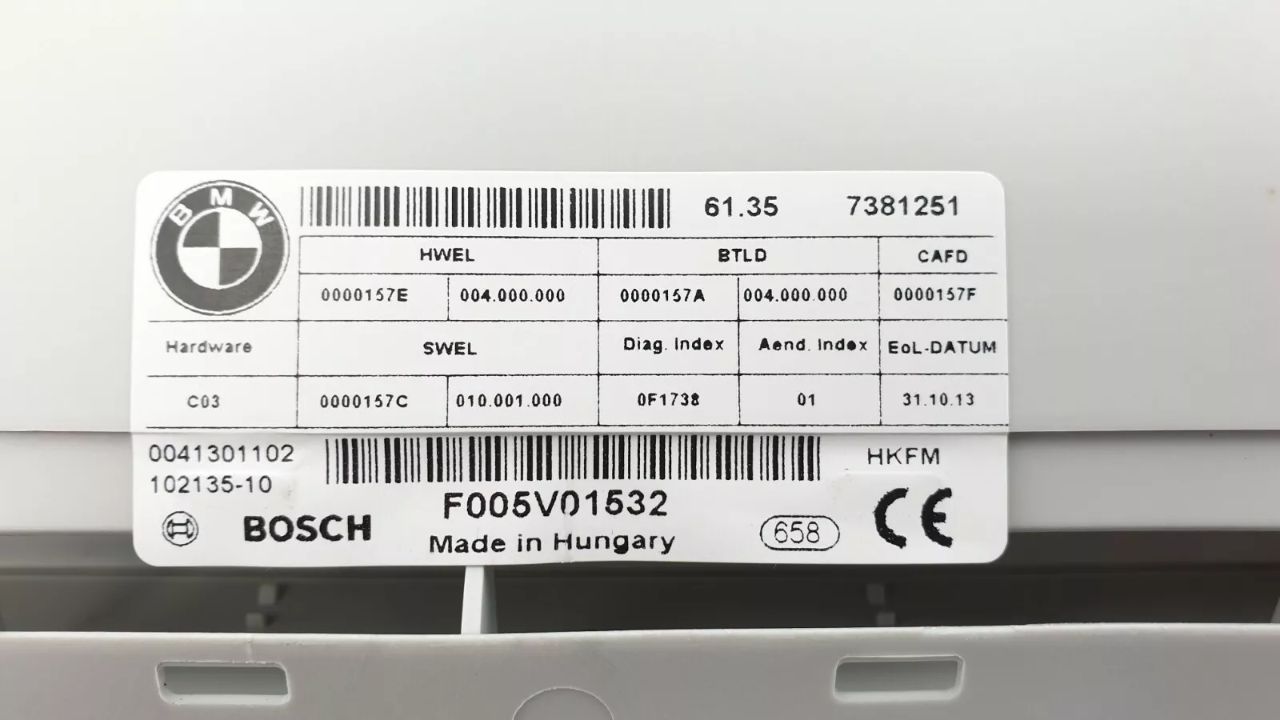 BMW
61.35 7381251
HWEL BTLD CAFD
0000157E 004.000.000 0000157A 004.000.000 0000157F
Hardware SWEL Diag. Index Aend. Index EoL-DATUM
C03 0000157C 010.001.000 0F1738 01 31.10.13
0041301102 HKFM
102135-10
F005V01532
BOSCH Made in Hungary 658 CE